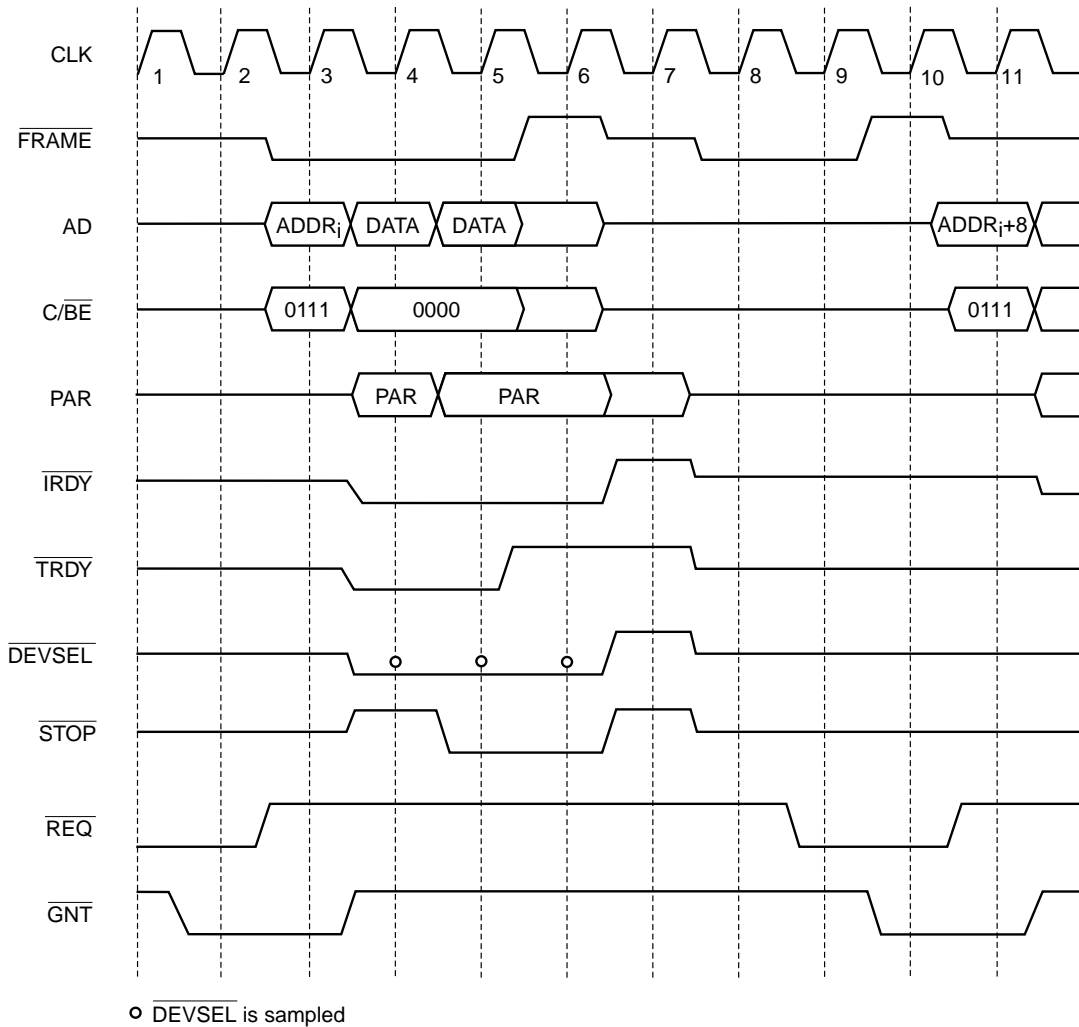 CLK
1 2 3 4 5 6 7 8 9 10 11
FRAME
AD
ADDRi DATA DATA ADDRi+8
C/BE
0111 0000 0111
PAR
PAR PAR
IRDY
TRDY
DEVSEL
STOP
REQ
GNT
DEVSEL is sampled